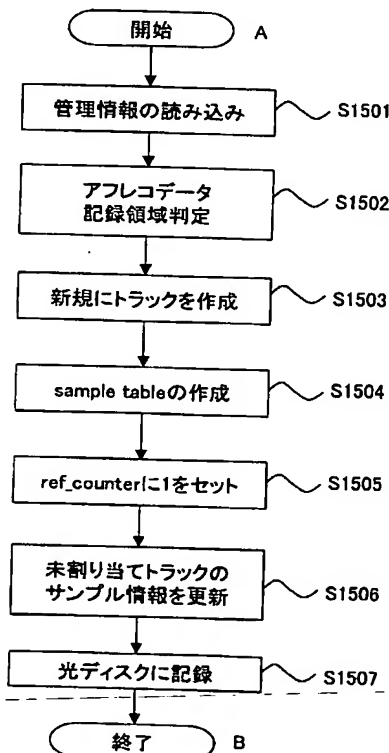 開始 A
管理情報の読み込み S1501
アフレコデータ
記録領域判定 S1502
新規にトラックを作成 S1503
sample tableの作成 S1504
ref_counterに1をセット S1505
未割り当てトラックの
サンプル情報を更新 S1506
光ディスクに記録 S1507
終了 B